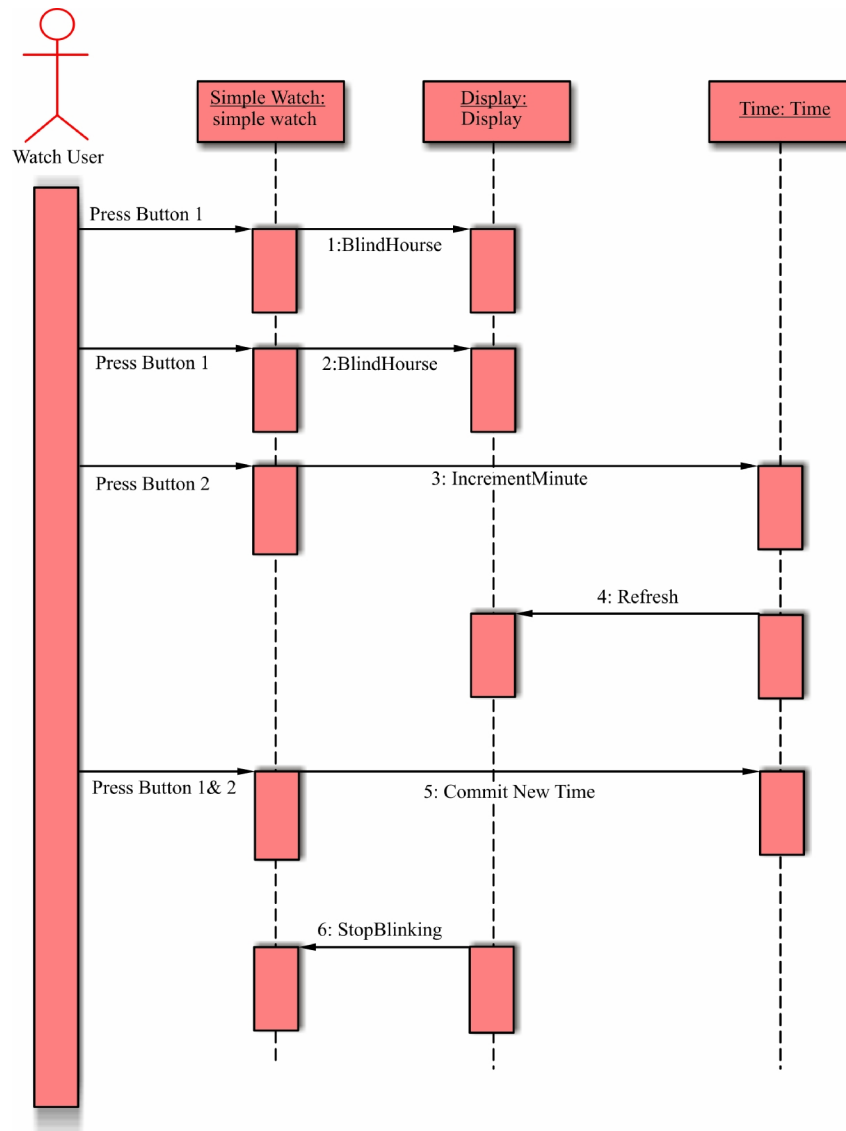 Simple Watch:
simple watch
Display:
Display
Time: Time
Watch User
Press Button 1
1:BlindHourse
Press Button 1
2:BlindHourse
Press Button 2
3: IncrementMinute
4: Refresh
Press Button 1& 2
5: Commit New Time
6: StopBlinking